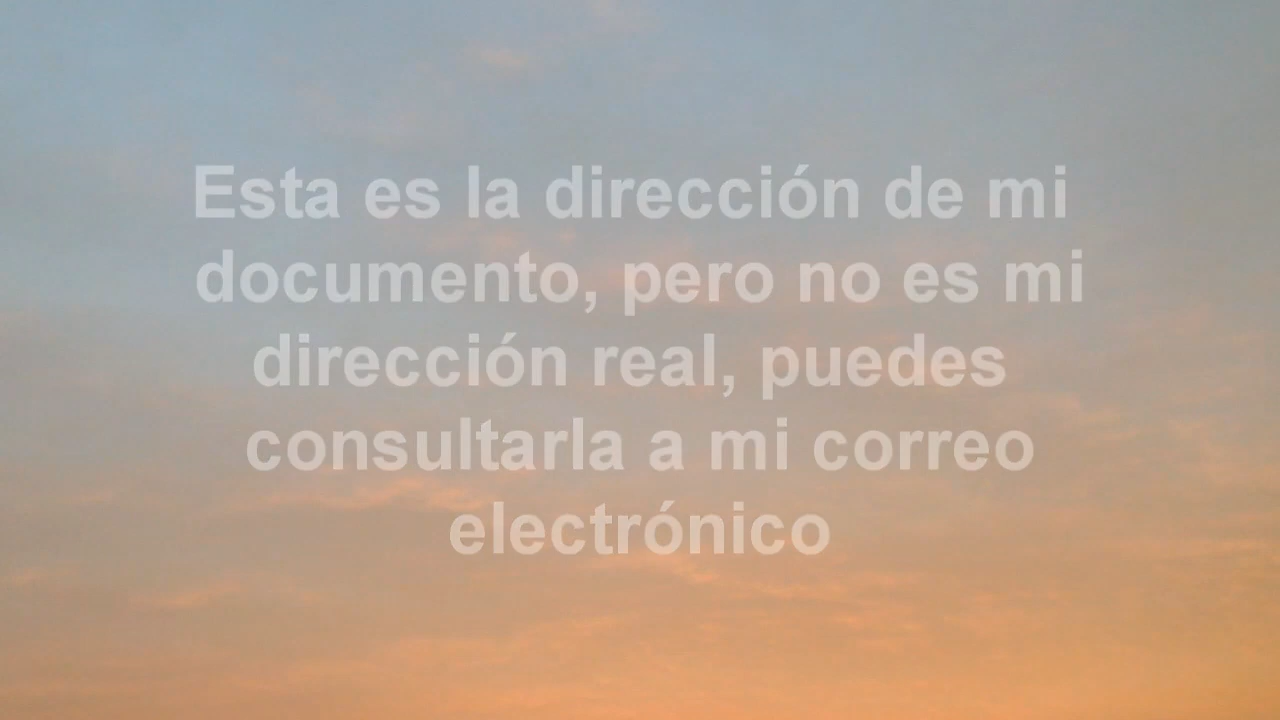 Esta es la dirección de mi
documento, pero no es mi
dirección real, puedes
consultarla a mi correo
electrónico